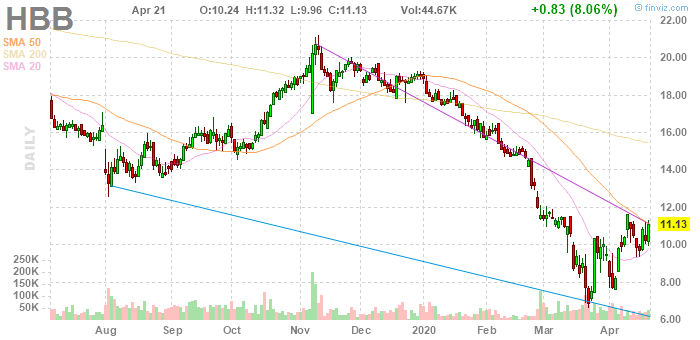 HBB Apr 21 O:10.24 H:11.32 L:9.96 C:11.13 Vol:44.67K +0.83 (8.06%) © finviz.com
SMA 50
SMA 200
SMA 20
DAILY
22.00
20.00
18.00
16.00
14.00
12.00
11.13
10.00
8.00
6.00
250K
200K
150K
100K
50K
Aug Sep Oct Nov Dec 2020 Feb Mar Apr